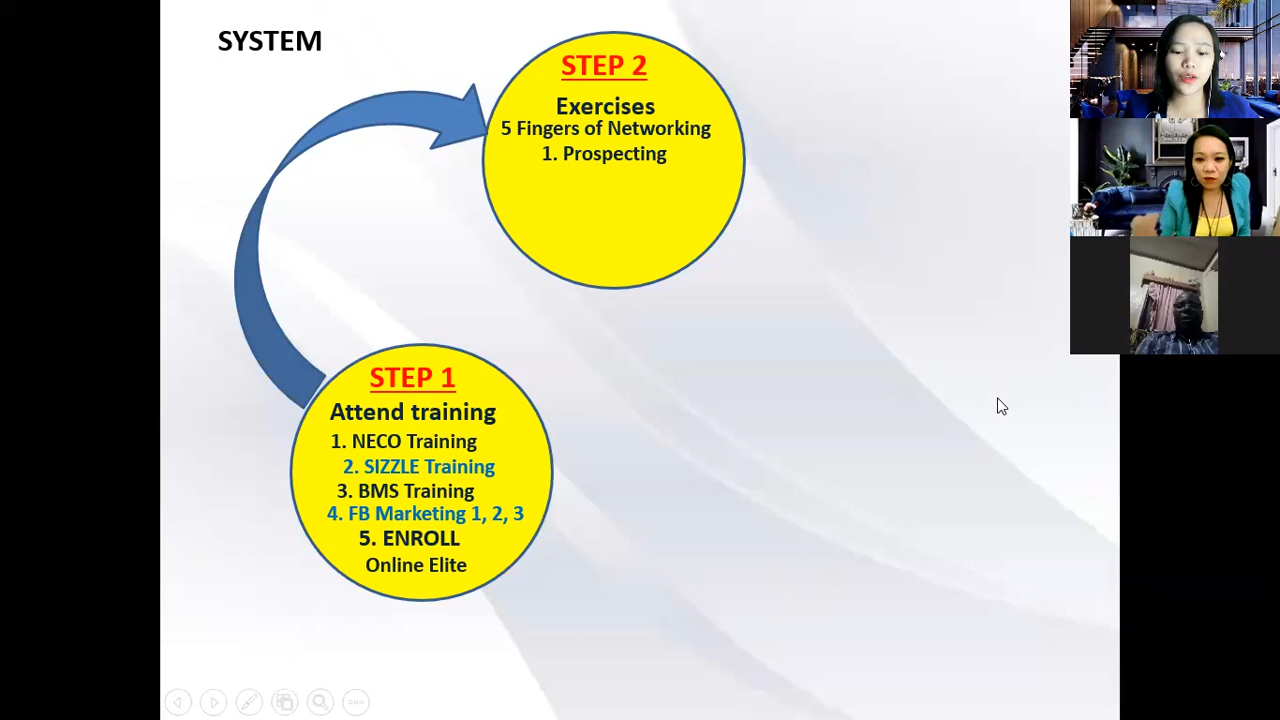 SYSTEM
STEP 2
Exercises
5 Fingers of Networking
1. Prospecting
STEP 1
Attend training
1. NECO Training
2. SIZZLE Training
3. BMS Training
4. FB Marketing 1, 2, 3
5. ENROLL
Online Elite